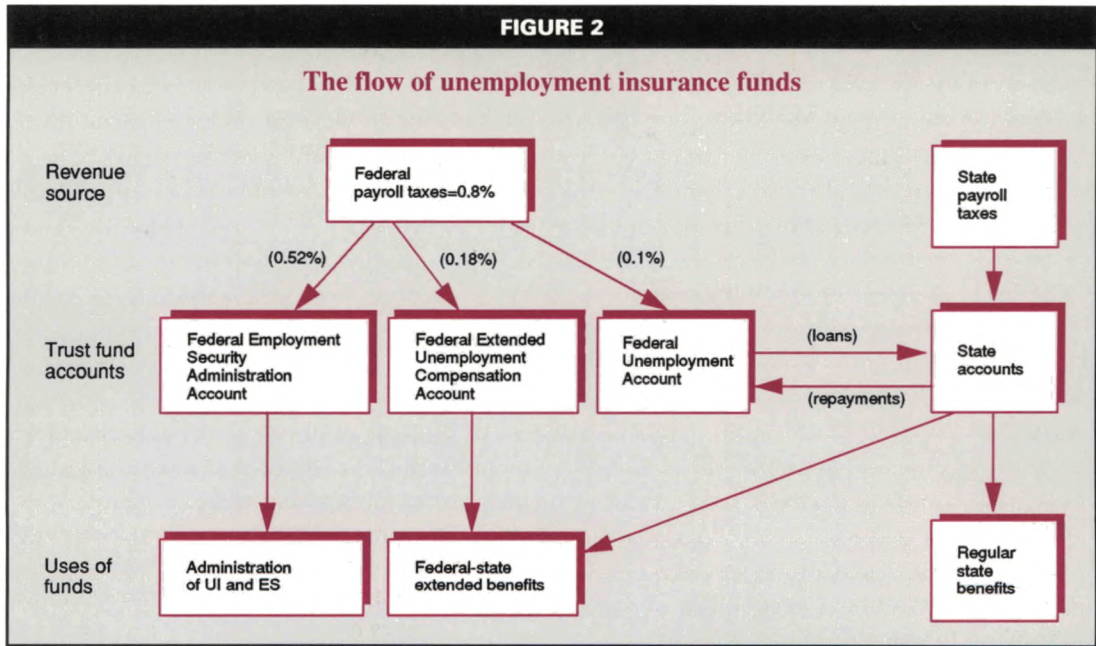 FIGURE 2
The flow of unemployment insurance funds
Revenue
source
Federal
payroll taxes=0.8%
State
payroll
taxes
(0.52%)
(0.18%)
(0.1%)
Trust fund
accounts
Federal Employment
Security
Administration
Account
Federal Extended
Unemployment
Compensation
Account
Federal
Unemployment
Account
(loans)
(repayments)
State
accounts
Uses of
funds
Administration
of UI and ES
Federal-state
extended benefits
Regular
state
benefits